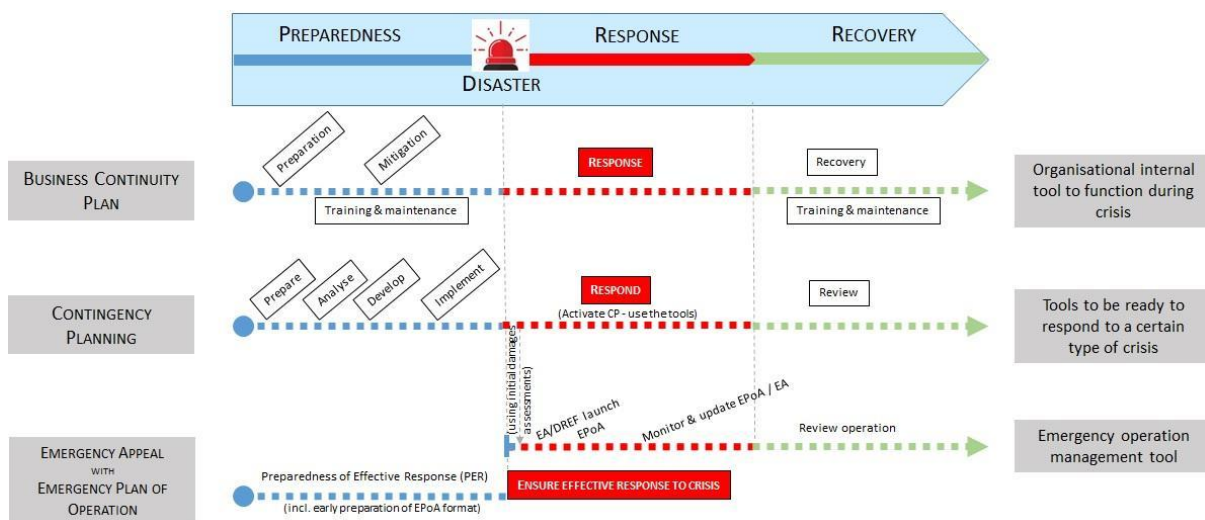 PREPAREDNESS
RESPONSE
RECOVERY
DISASTER
BUSINESS CONTINUITY
PLAN
Preparation
Mitigation
Training & maintenance
RESPONSE
Recovery
Training & maintenance
Organisational internal
tool to function during
crisis
CONTINGENCY
PLANNING
Prepare
Analyse
Develop
Implement
RESPOND
(Activate CP - use the tools)
Review
Tools to be ready to
respond to a certain
type of crisis
(using initial damages
assessments)
EMERGENCY APPEAL
WITH
EMERGENCY PLAN OF
OPERATION
EA/DREF launch
EPoA
Monitor & update EPoA / EA
Review operation
Emergency operation
management tool
Preparedness of Effective Response (PER)
(incl. early preparation of EPoA format)
ENSURE EFFECTIVE RESPONSE TO CRISIS